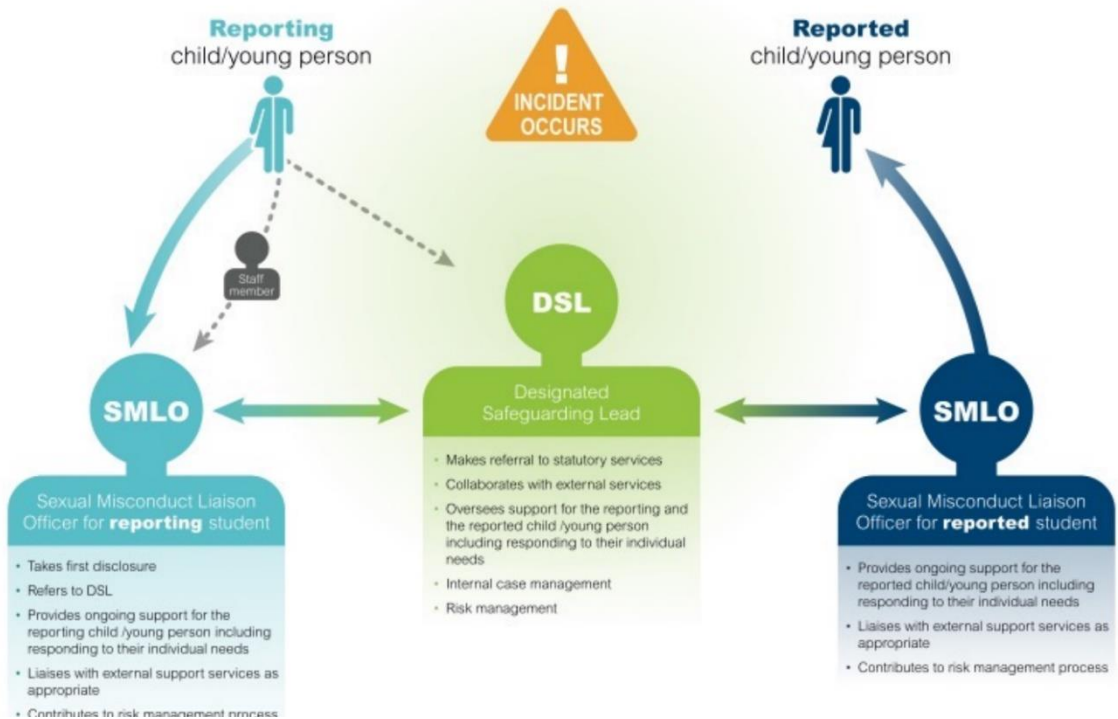 Reporting
child/young person
!
INCIDENT
OCCURS
Reported
child/young person
Staff
member
DSL
SMLO
SMLO
Designated
Safeguarding Lead
• Makes referral to statutory services
• Collaborates with external services
• Oversees support for the reporting and
the reported child /young person
including responding to their individual
needs
• Internal case management
• Risk management
Sexual Misconduct Liaison
Officer for reporting student
• Takes first disclosure
• Refers to DSL
• Provides ongoing support for the
reporting child /young person including
responding to their individual needs
• Liaises with external support services as
appropriate
• Contributes to risk management process
Sexual Misconduct Liaison
Officer for reported student
• Provides ongoing support for the
reported child/young person including
responding to their individual needs
• Liaises with external support services as
appropriate
• Contributes to risk management process